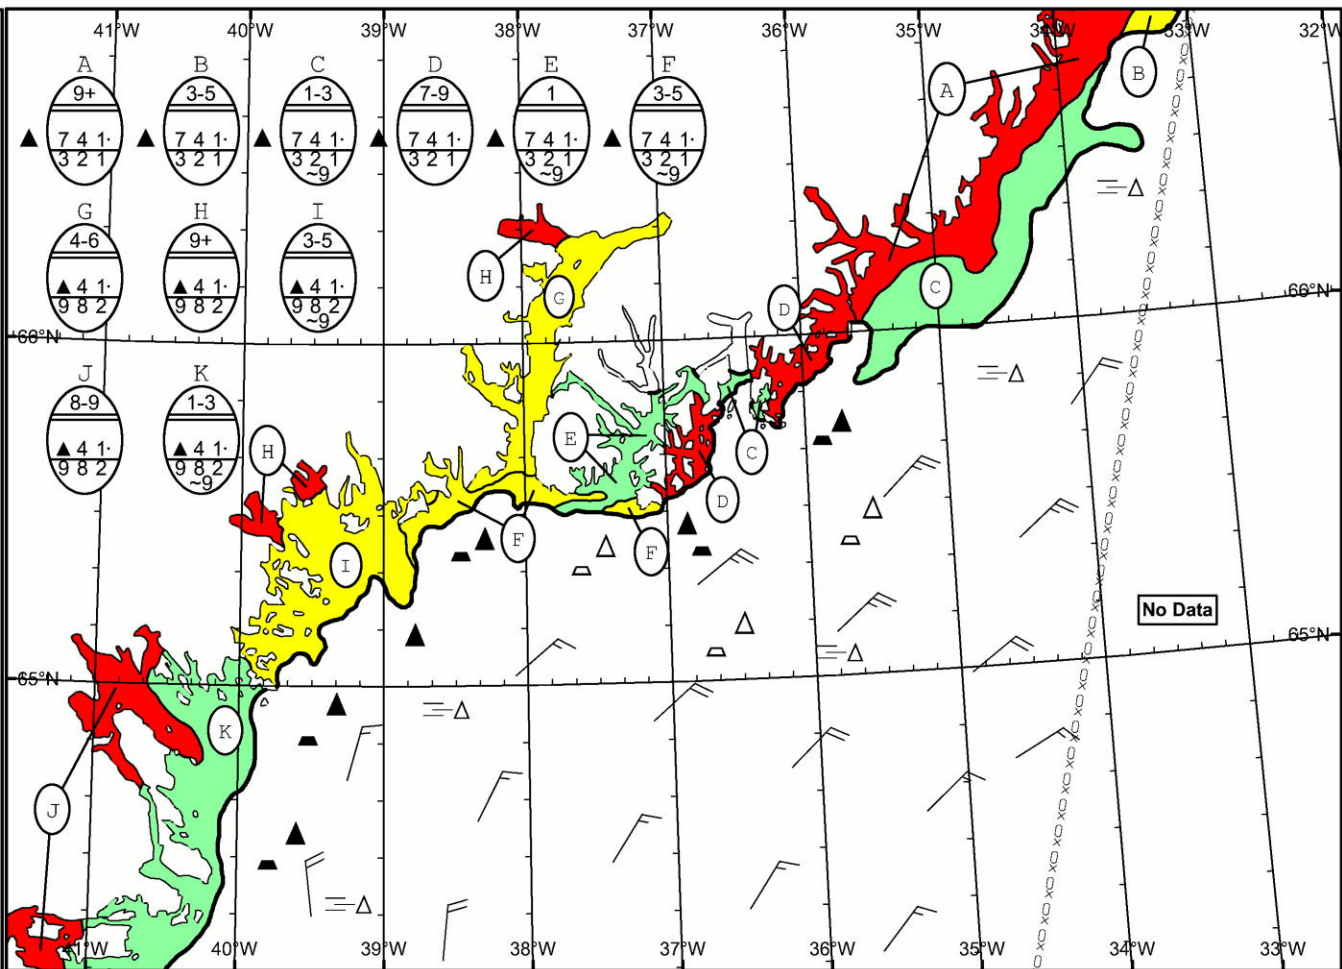 41°W 40°W 39°W 38°W 37°W 36°W 35°W 34°W 33°W 32°W
A B C D E F
9+ 3-5 1-3 7-9 1 3-5
▲ 7 4 1· ▲ 7 4 1· ▲ 7 4 1· ▲ 7 4 1· ▲ 7 4 1· ▲ 7 4 1·
3 2 1 3 2 1 3 2 1 3 2 1 3 2 1 3 2 1
~9 ~9 ~9
G H I
4-6 9+ 3-5
▲ 4 1· ▲ 4 1· ▲ 4 1·
9 8 2 9 8 2 9 8 2
~9
J K
8-9 1-3
▲ 4 1· ▲ 4 1·
9 8 2 9 8 2
~9
A
B
H
G
C
D
66°N
E
H
C
D
F
F
I
No Data
65°N
65°N
K
J
41°W 40°W 39°W 38°W 37°W 36°W 35°W 34°W 33°W